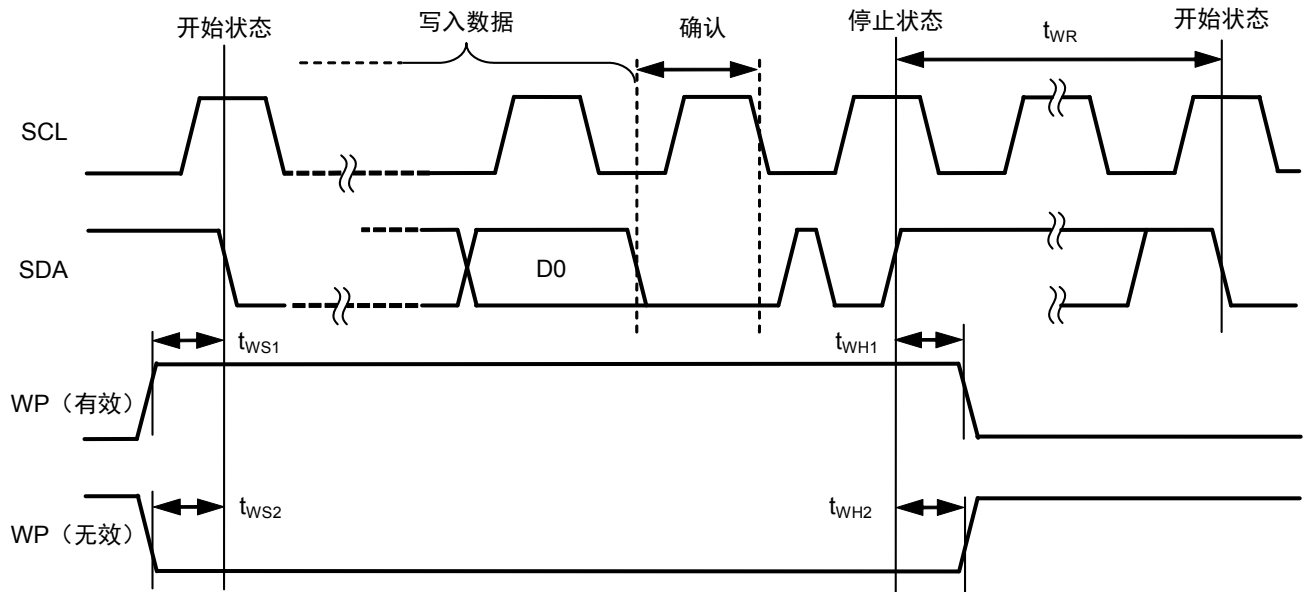 开始状态 写入数据 确认 停止状态 tWR 开始状态
SCL
SDA D0
tWS1 tWH1
WP（有效）
tWS2 tWH2
WP（无效）